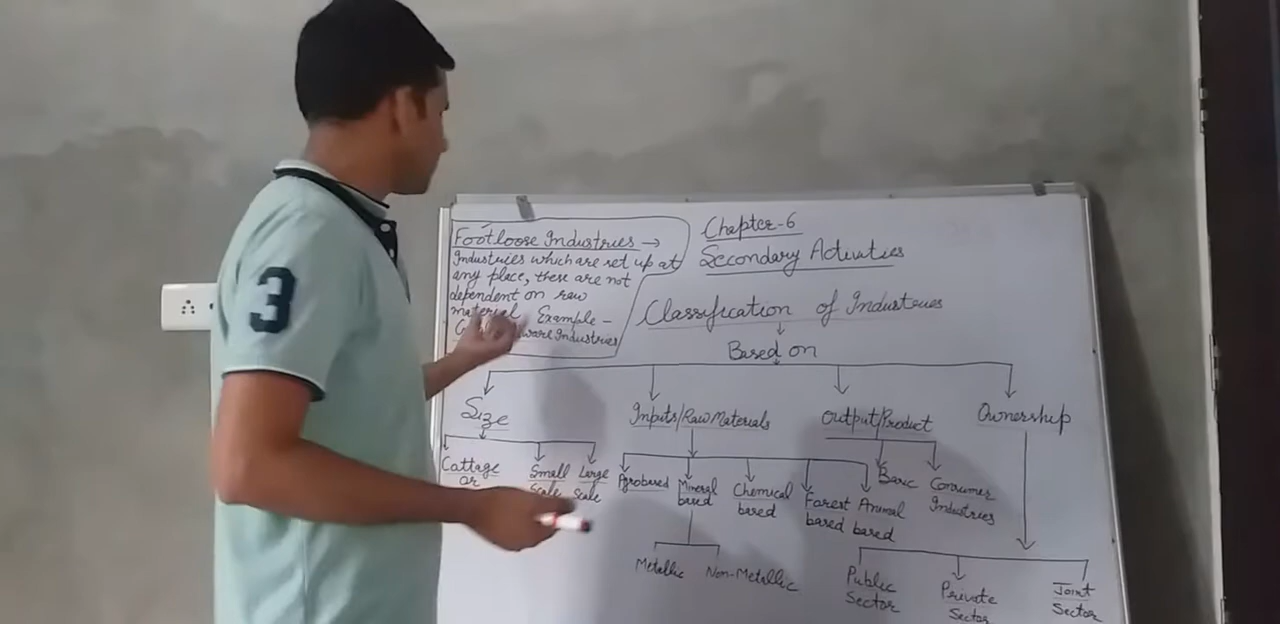 3
Footloose Industries →
Industries which are set up at
any place, these are not
dependent on raw
material. Example -
ware Industries
Chapter-6
Secondary Activities
Classification of Industries
Based on
Size
Inputs/Raw Materials
Output/Product
Ownership
Cattage
or
Small
Scale
Large
Scale
Agrobased
Mineral
based
Chemical
based
Forest
based
Animal
based
Basic
Consumer
Industries
Metallic
Non-Metallic
Public
Sector
Private
Sector
Joint
Sector